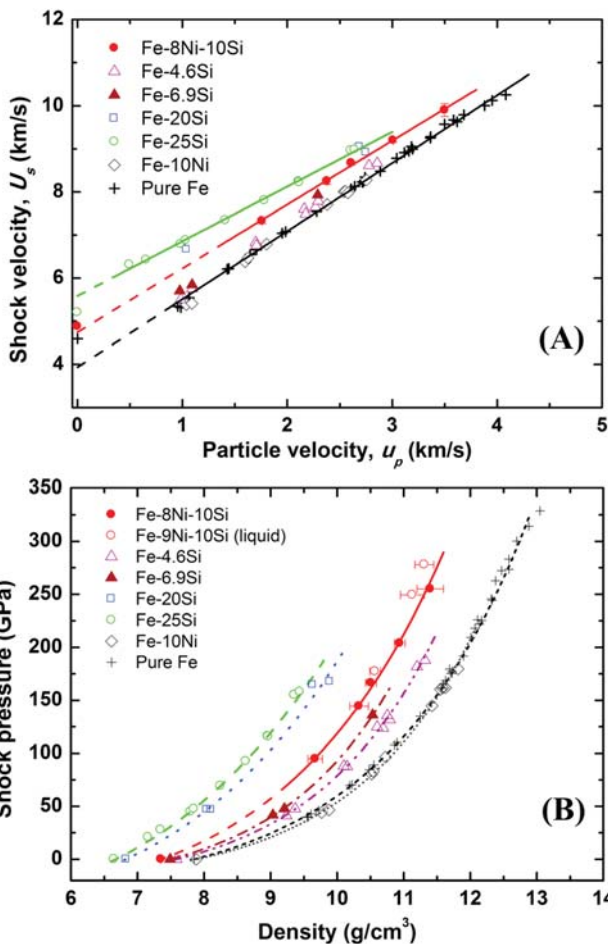 12
10
8
6
4
0
1
2
3
4
5
Shock velocity, Us (km/s)
Particle velocity, up (km/s)
Fe-8Ni-10Si
Fe-4.6Si
Fe-6.9Si
Fe-20Si
Fe-25Si
Fe-10Ni
Pure Fe
(A)
350
300
250
200
150
100
50
0
6
7
8
9
10
11
12
13
14
Shock pressure (GPa)
Density (g/cm³)
Fe-8Ni-10Si
Fe-9Ni-10Si (liquid)
Fe-4.6Si
Fe-6.9Si
Fe-20Si
Fe-25Si
Fe-10Ni
Pure Fe
(B)